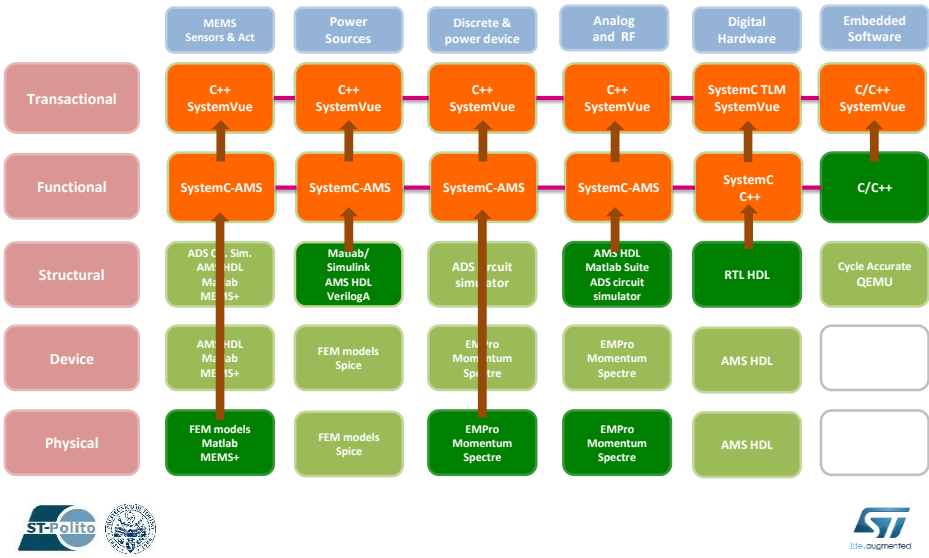 MEMS
Sensors & Act
Power
Sources
Discrete &
power device
Analog
and RF
Digital
Hardware
Embedded
Software
Transactional
C++
SystemVue
C++
SystemVue
C++
SystemVue
C++
SystemVue
SystemC TLM
SystemVue
C/C++
SystemVue
Functional
SystemC-AMS
SystemC-AMS
SystemC-AMS
SystemC-AMS
SystemC
C++
C/C++
Structural
ADS Sim.
AMS HDL
Matlab
MEMS+
Matlab/
Simulink
AMS HDL
VerilogA
ADS circuit
simulator
AMS HDL
Matlab Suite
ADS circuit
simulator
RTL HDL
Cycle Accurate
QEMU
Device
AMS HDL
Matlab
MEMS+
FEM models
Spice
EMPro
Momentum
Spectre
EMPro
Momentum
Spectre
AMS HDL
Physical
FEM models
Matlab
MEMS+
FEM models
Spice
EMPro
Momentum
Spectre
EMPro
Momentum
Spectre
AMS HDL
ST-Polito
ST
life.augmented